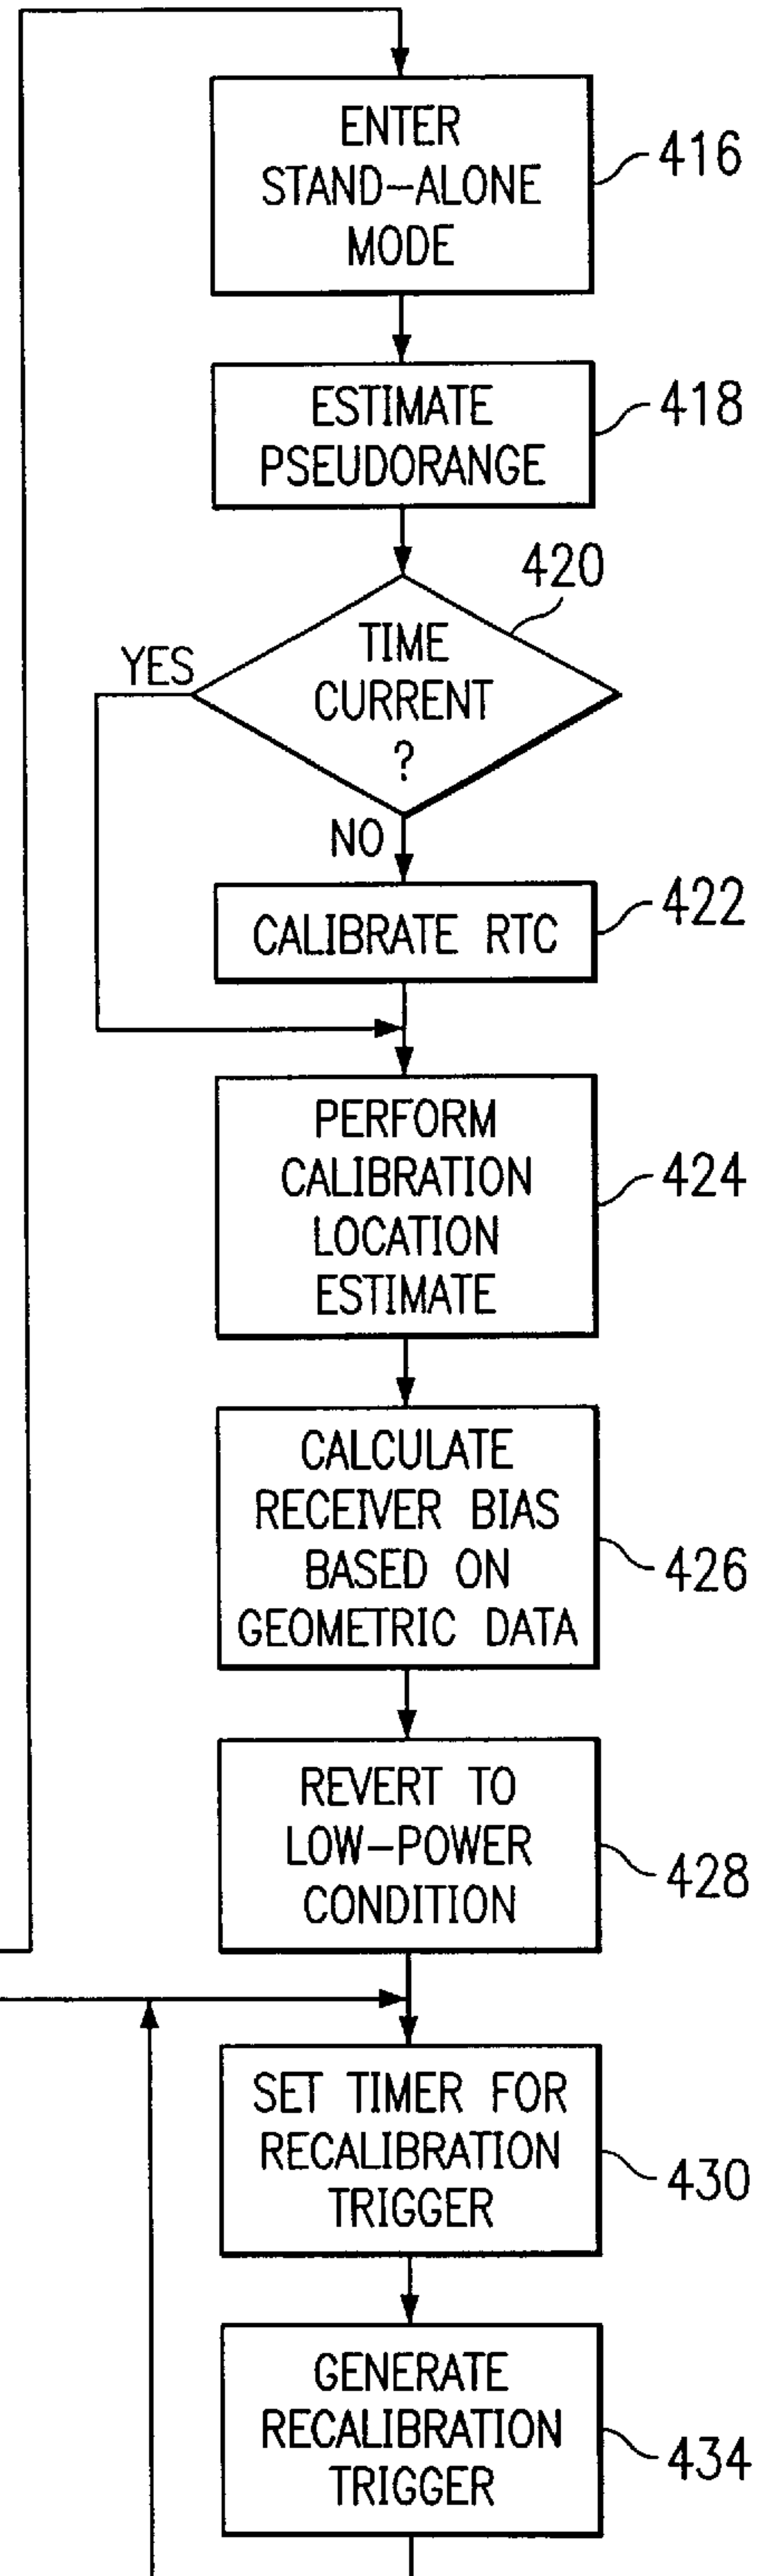 ENTER
STAND-ALONE
MODE
416
ESTIMATE
PSEUDORANGE
418
420
TIME
CURRENT
?
YES
NO
CALIBRATE RTC
422
PERFORM
CALIBRATION
LOCATION
ESTIMATE
424
CALCULATE
RECEIVER BIAS
BASED ON
GEOMETRIC DATA
426
REVERT TO
LOW-POWER
CONDITION
428
SET TIMER FOR
RECALIBRATION
TRIGGER
430
GENERATE
RECALIBRATION
TRIGGER
434